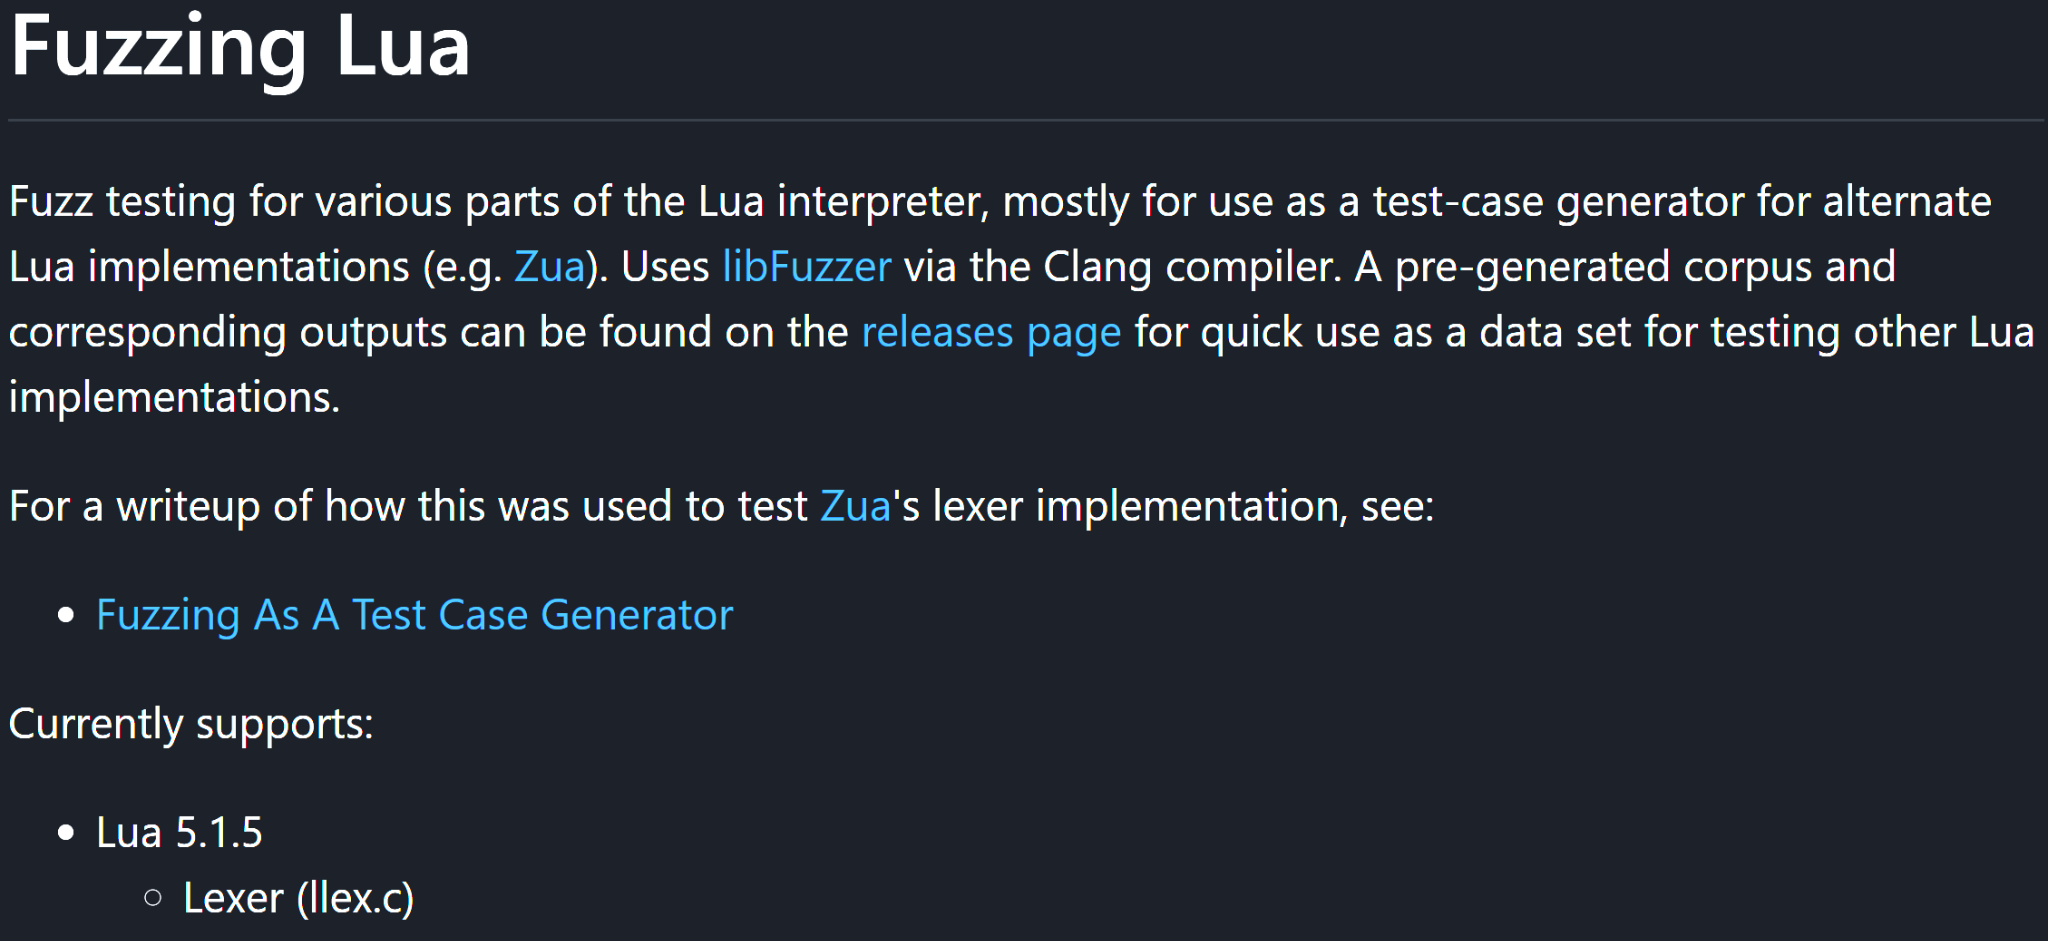 Fuzzing Lua
Fuzz testing for various parts of the Lua interpreter, mostly for use as a test-case generator for alternate
Lua implementations (e.g. Zua). Uses libFuzzer via the Clang compiler. A pre-generated corpus and
corresponding outputs can be found on the releases page for quick use as a data set for testing other Lua
implementations.
For a writeup of how this was used to test Zua's lexer implementation, see:
• Fuzzing As A Test Case Generator
Currently supports:
• Lua 5.1.5
○ Lexer (llex.c)